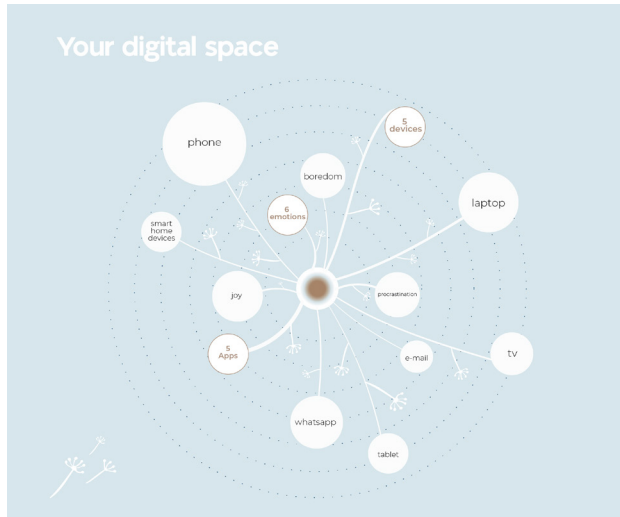 Your digital space
5
devices
phone
boredom
laptop
6
emotions
smart
home
devices
joy
procrastination
5
Apps
tv
e-mail
whatsapp
tablet